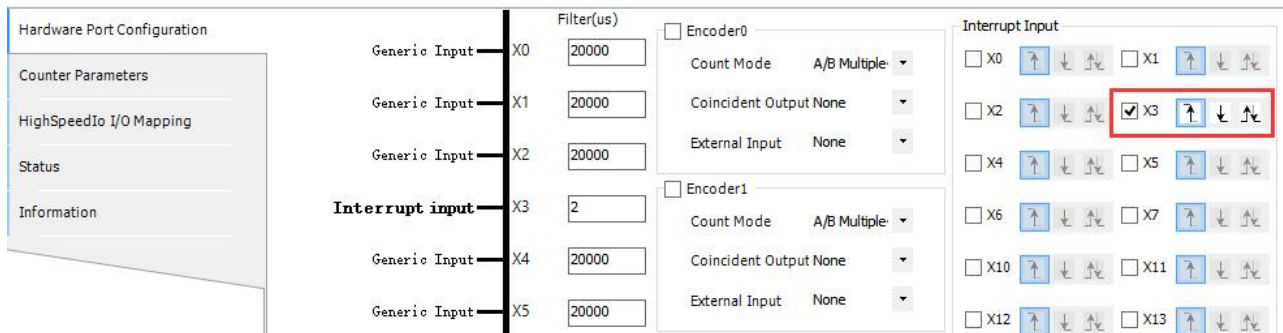 Hardware Port Configuration
Counter Parameters
HighSpeedIo I/O Mapping
Status
Information
Filter(us)
Generic Input X0 20000
Generic Input X1 20000
Generic Input X2 20000
Interrupt input X3 2
Generic Input X4 20000
Generic Input X5 20000
Encoder0
Count Mode A/B Multiple
Coincident Output None
External Input None
Encoder1
Count Mode A/B Multiple
Coincident Output None
External Input None
Interrupt Input
X0 X1
X2 X3
X4 X5
X6 X7
X10 X11
X12 X13